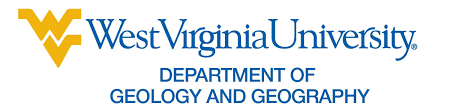 WestVirginiaUniversity®
DEPARTMENT OF
GEOLOGY AND GEOGRAPHY